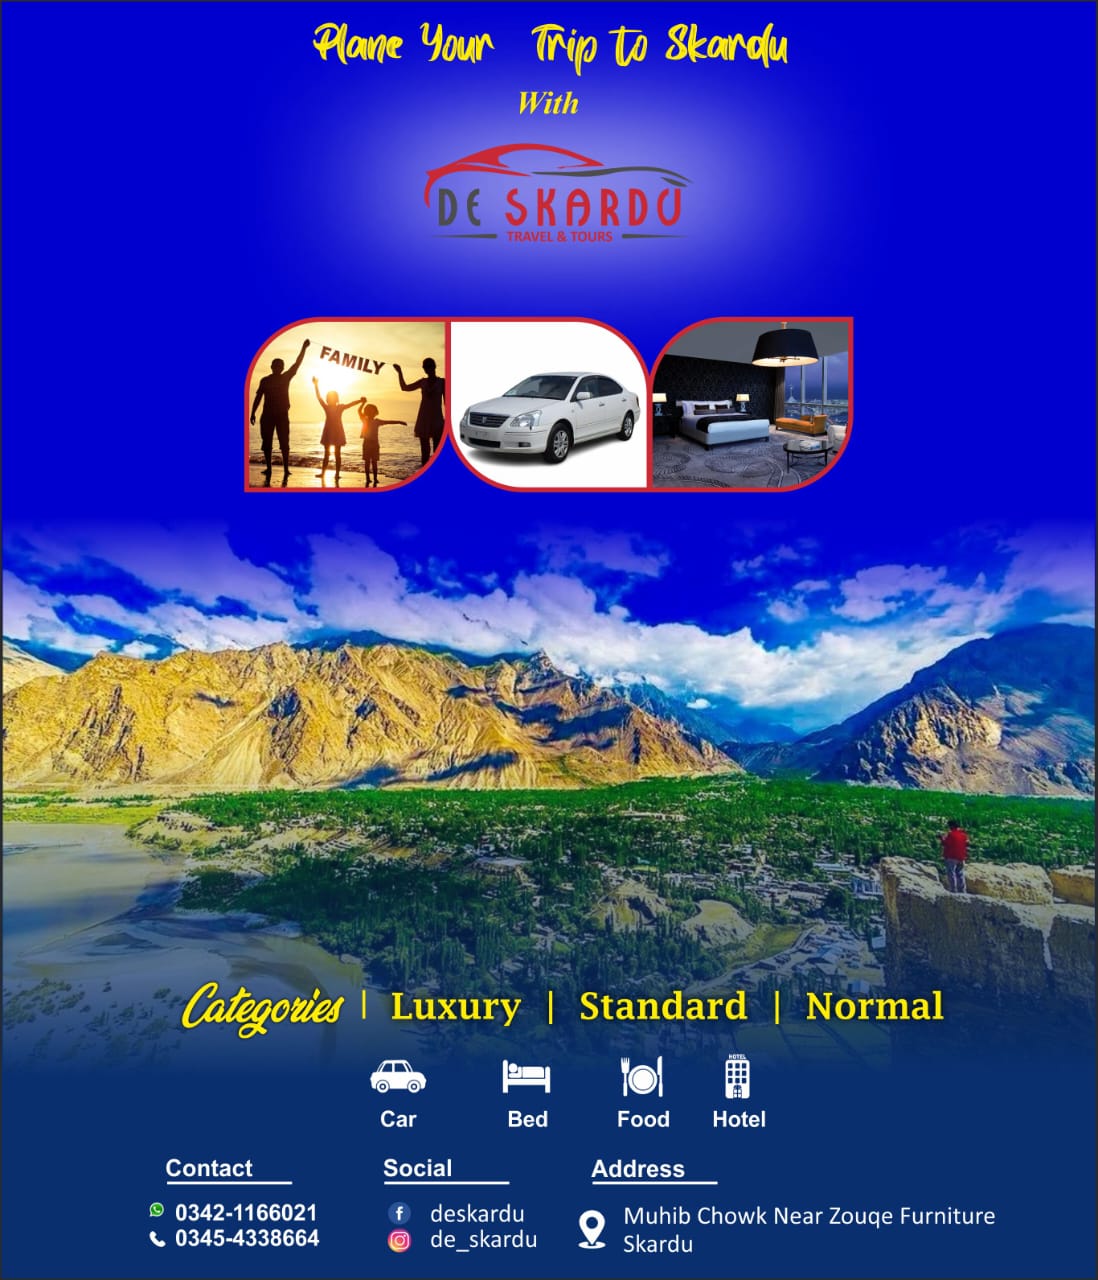 Plane Your Trip to Skardu
With
DE SKARDU
TRAVEL & TOURS
FAMILY
Categories | Luxury | Standard | Normal
HOTEL
Car Bed Food Hotel
Contact Social Address
0342-1166021 deskardu Muhib Chowk Near Zouqe Furniture
0345-4338664 de_skardu Skardu